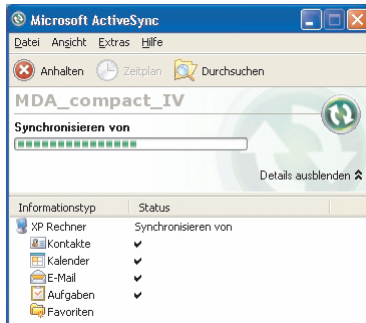 Microsoft ActiveSync
Datei Ansicht Extras Hilfe
Anhalten Zeitplan Durchsuchen
MDA_compact_IV
Synchronisieren von
Details ausblenden
Informationstyp Status
XP Rechner Synchronisieren von
Kontakte
Kalender
E-Mail
Aufgaben
Favoriten